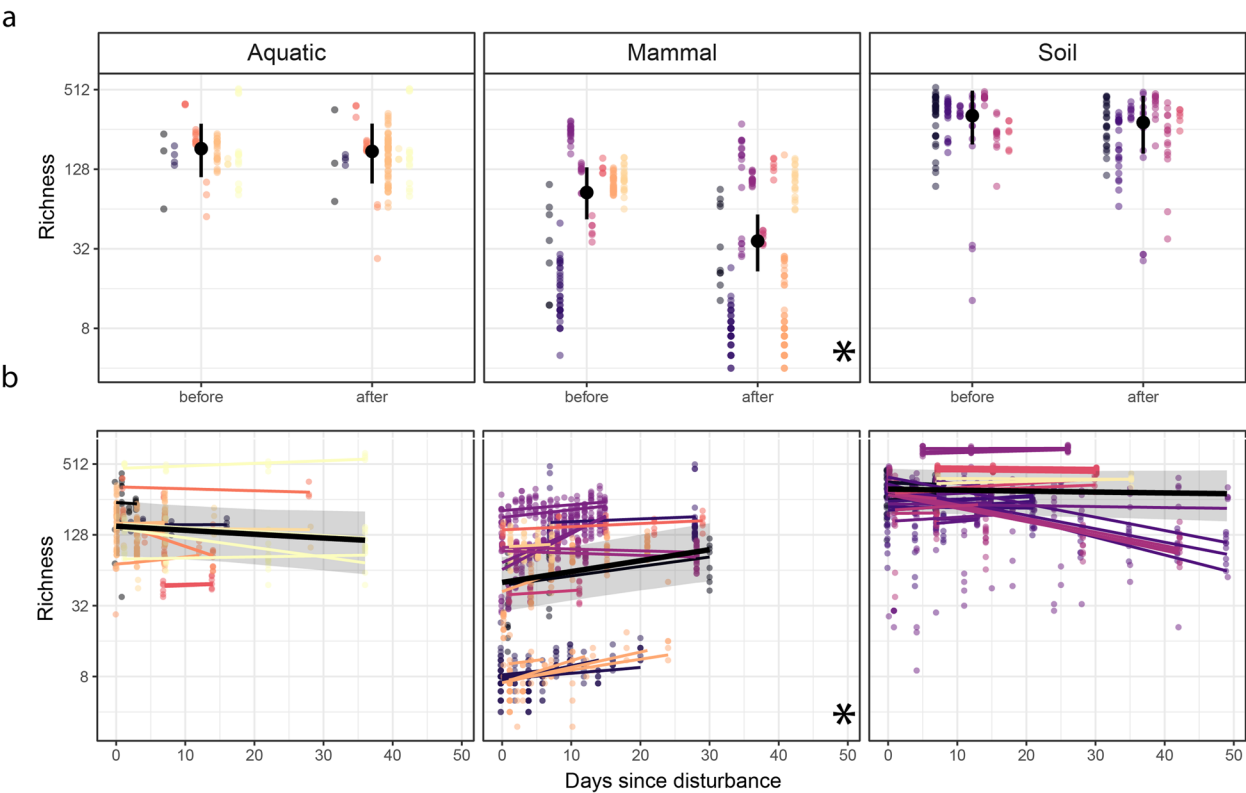 a
Aquatic Mammal Soil
Richness
512
128
32
8
*
before after before after before after
b
Richness
512
128
32
8
*
0 10 20 30 40 50 0 10 20 30 40 50 0 10 20 30 40 50
Days since disturbance